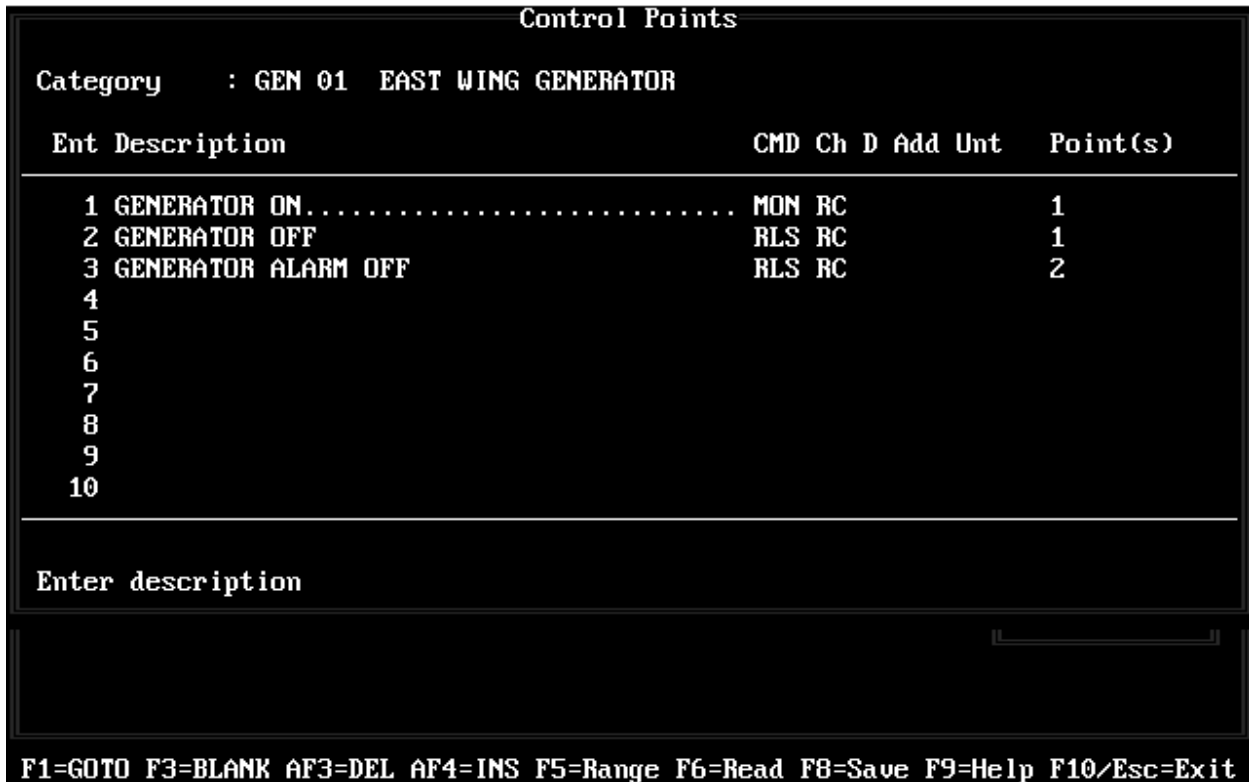 Control Points
Category : GEN 01 EAST WING GENERATOR
Ent Description CMD Ch D Add Unt Point(s)
1 GENERATOR ON............................ MON RC 1
2 GENERATOR OFF RLS RC 1
3 GENERATOR ALARM OFF RLS RC 2
4
5
6
7
8
9
10
Enter description
F1=GOTO F3=BLANK AF3=DEL AF4=INS F5=Range F6=Read F8=Save F9=Help F10/Esc=Exit